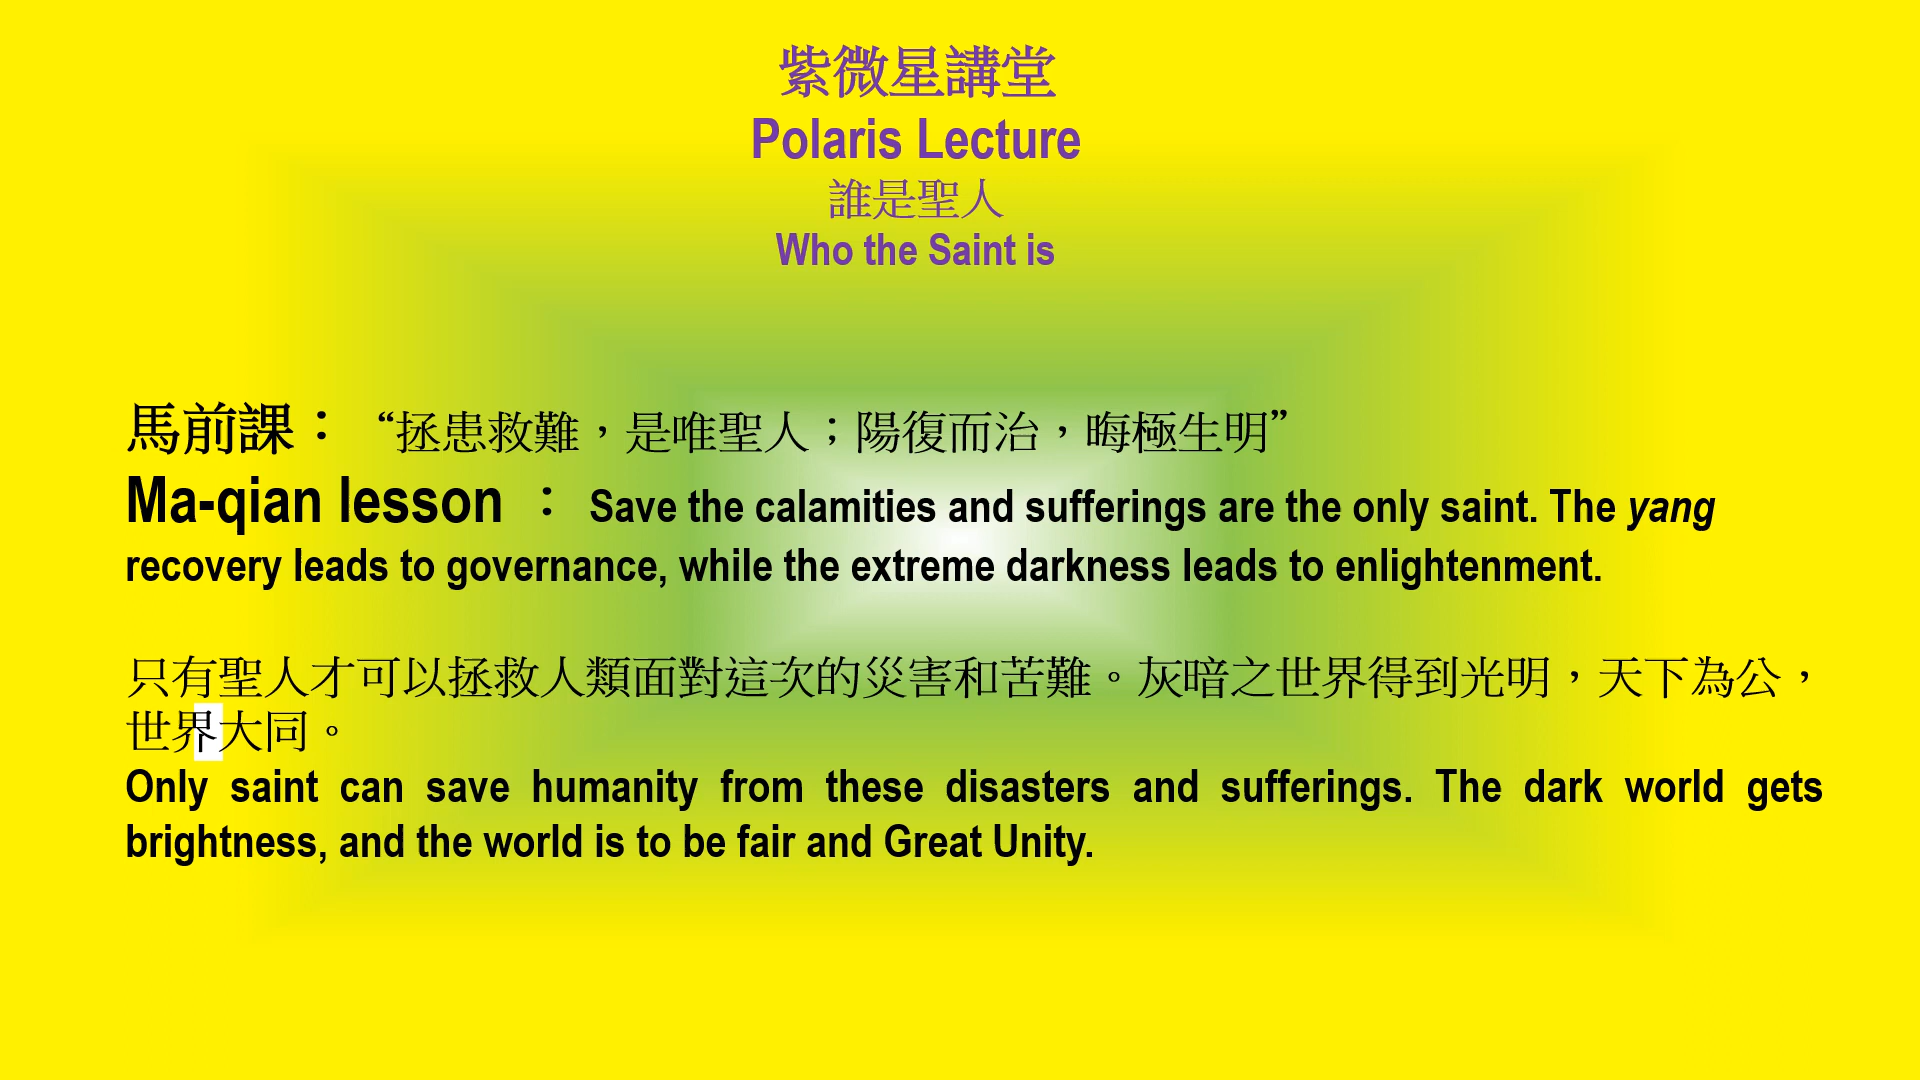 紫微星講堂
Polaris Lecture
誰是聖人
Who the Saint is
馬前課： “拯患救難，是唯聖人；陽復而治，晦極生明”
Ma-qian lesson ： Save the calamities and sufferings are the only saint. The yang
recovery leads to governance, while the extreme darkness leads to enlightenment.
只有聖人才可以拯救人類面對這次的災害和苦難。灰暗之世界得到光明，天下為公，
世界大同。
Only saint can save humanity from these disasters and sufferings. The dark world gets
brightness, and the world is to be fair and Great Unity.